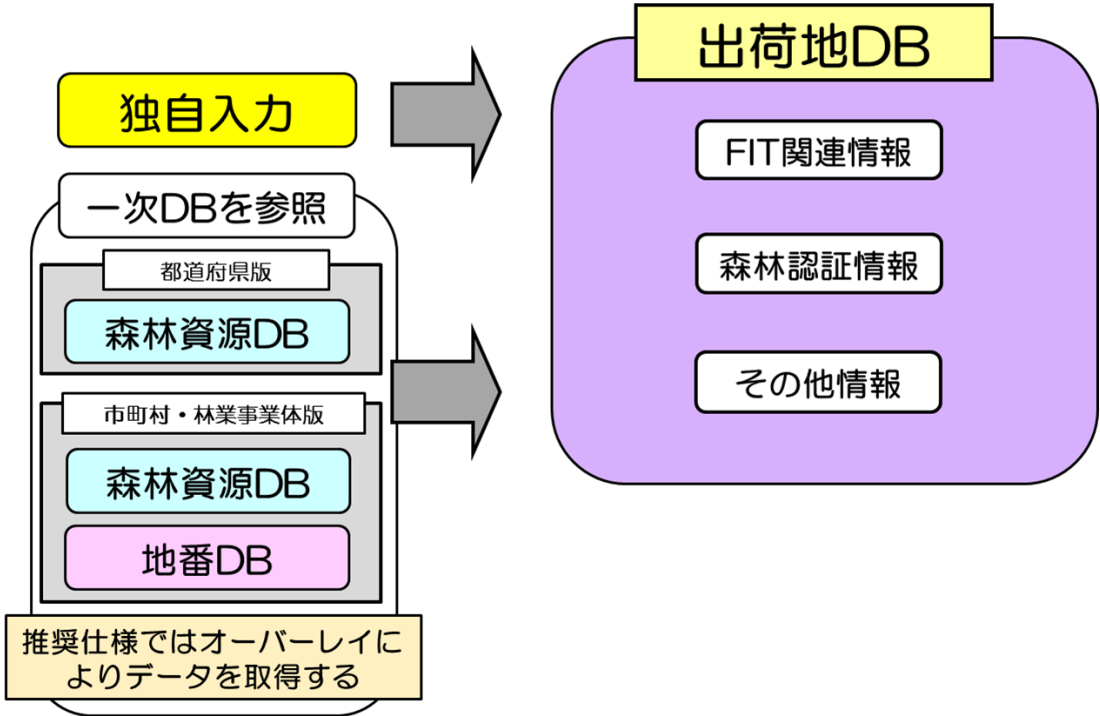 独自入力
一次DBを参照
都道府県版
森林資源DB
市町村・林業事業体版
森林資源DB
地番DB
推奨仕様ではオーバーレイに
よりデータを取得する
出荷地DB
FIT関連情報
森林認証情報
その他情報